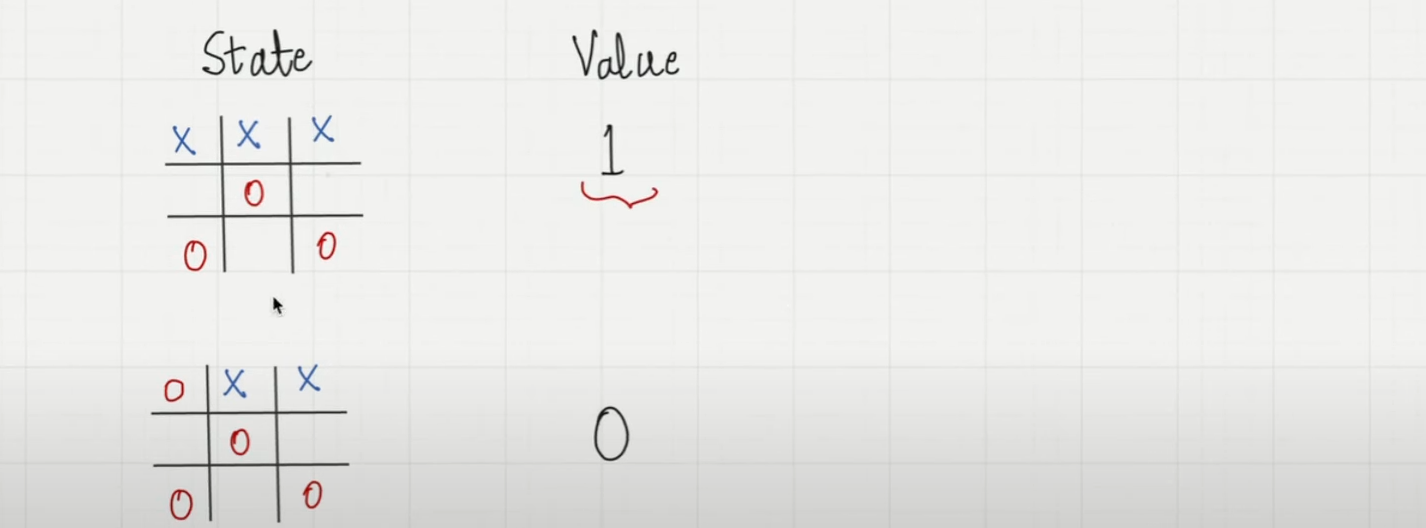 State Value
X X X 1
O
O O
O X X
O 0
O O